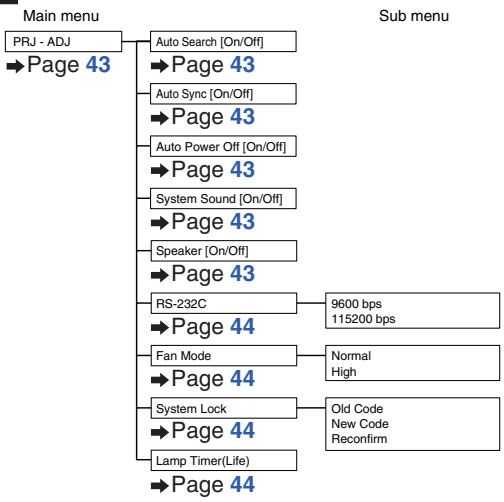 Main menu
Sub menu
PRJ - ADJ
➡Page 43
Auto Search [On/Off]
➡Page 43
Auto Sync [On/Off]
➡Page 43
Auto Power Off [On/Off]
➡Page 43
System Sound [On/Off]
➡Page 43
Speaker [On/Off]
➡Page 43
RS-232C
➡Page 44
9600 bps
115200 bps
Fan Mode
➡Page 44
Normal
High
System Lock
➡Page 44
Old Code
New Code
Reconfirm
Lamp Timer(Life)
➡Page 44